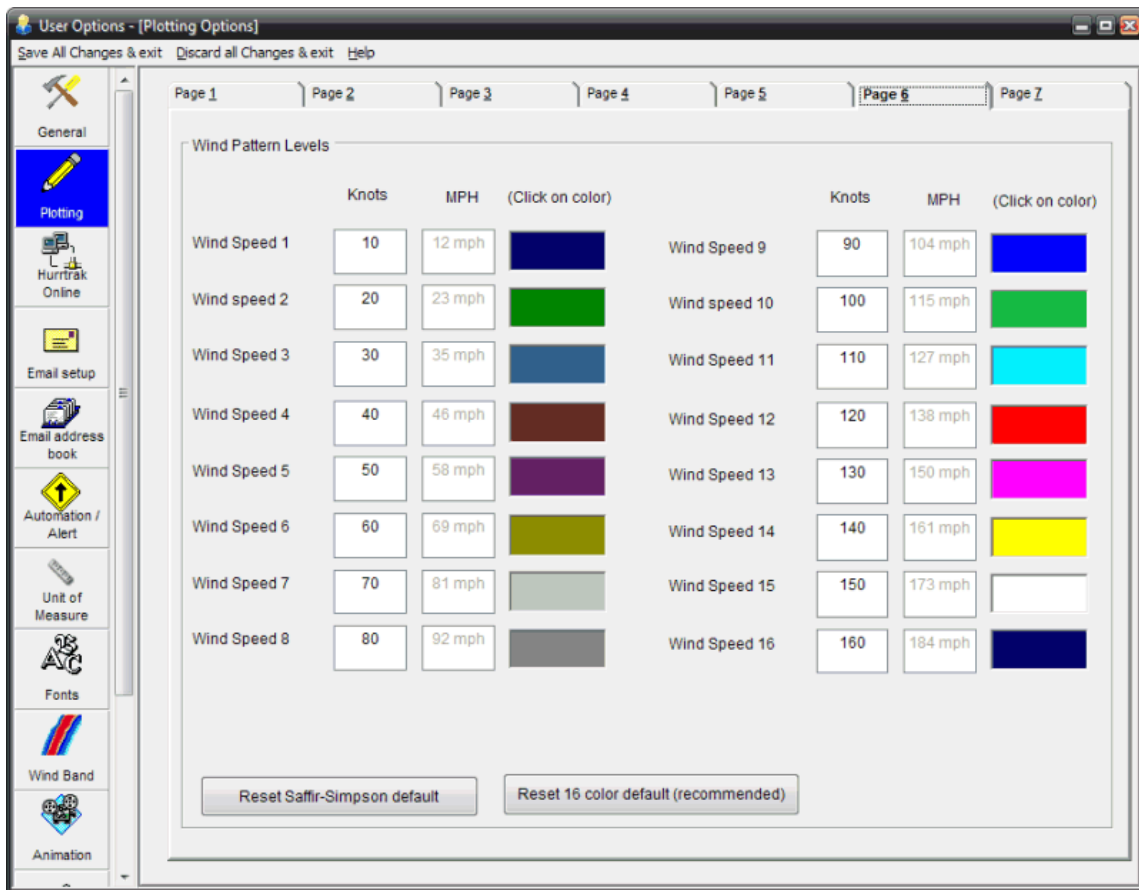 User Options - [Plotting Options]
Save All Changes & exit Discard all Changes & exit Help
General
Plotting
Hurrtrak
Online
Email setup
Email address
book
Automation /
Alert
Unit of
Measure
Fonts
Wind Band
Animation
Page 1 Page 2 Page 3 Page 4 Page 5 Page 6 Page 7
Wind Pattern Levels
Knots MPH (Click on color)
Wind Speed 1 10 12 mph
Wind speed 2 20 23 mph
Wind Speed 3 30 35 mph
Wind Speed 4 40 46 mph
Wind Speed 5 50 58 mph
Wind Speed 6 60 69 mph
Wind Speed 7 70 81 mph
Wind Speed 8 80 92 mph
Knots MPH (Click on color)
Wind Speed 9 90 104 mph
Wind speed 10 100 115 mph
Wind Speed 11 110 127 mph
Wind Speed 12 120 138 mph
Wind Speed 13 130 150 mph
Wind Speed 14 140 161 mph
Wind Speed 15 150 173 mph
Wind Speed 16 160 184 mph
Reset Saffir-Simpson default
Reset 16 color default (recommended)